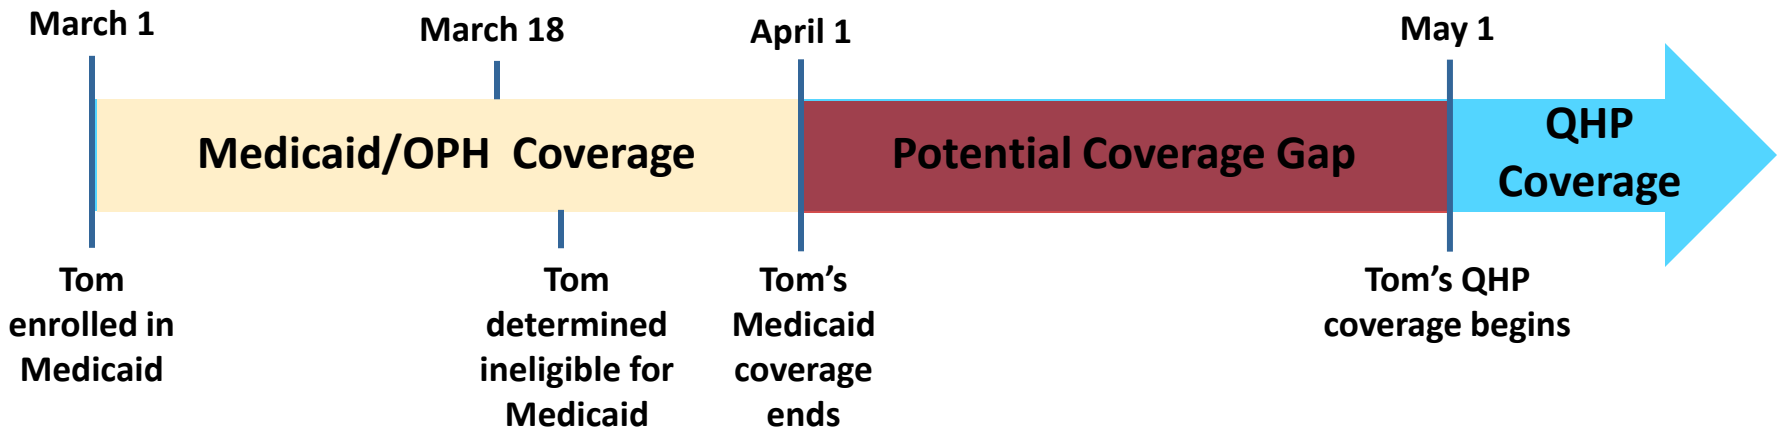 March 1
March 18
April 1
May 1
Medicaid/OPH  Coverage
Potential Coverage Gap
QHP
Coverage
Tom
enrolled in
Medicaid
Tom
determined
ineligible for
Medicaid
Tom’s
Medicaid
coverage
ends
Tom’s QHP
coverage begins